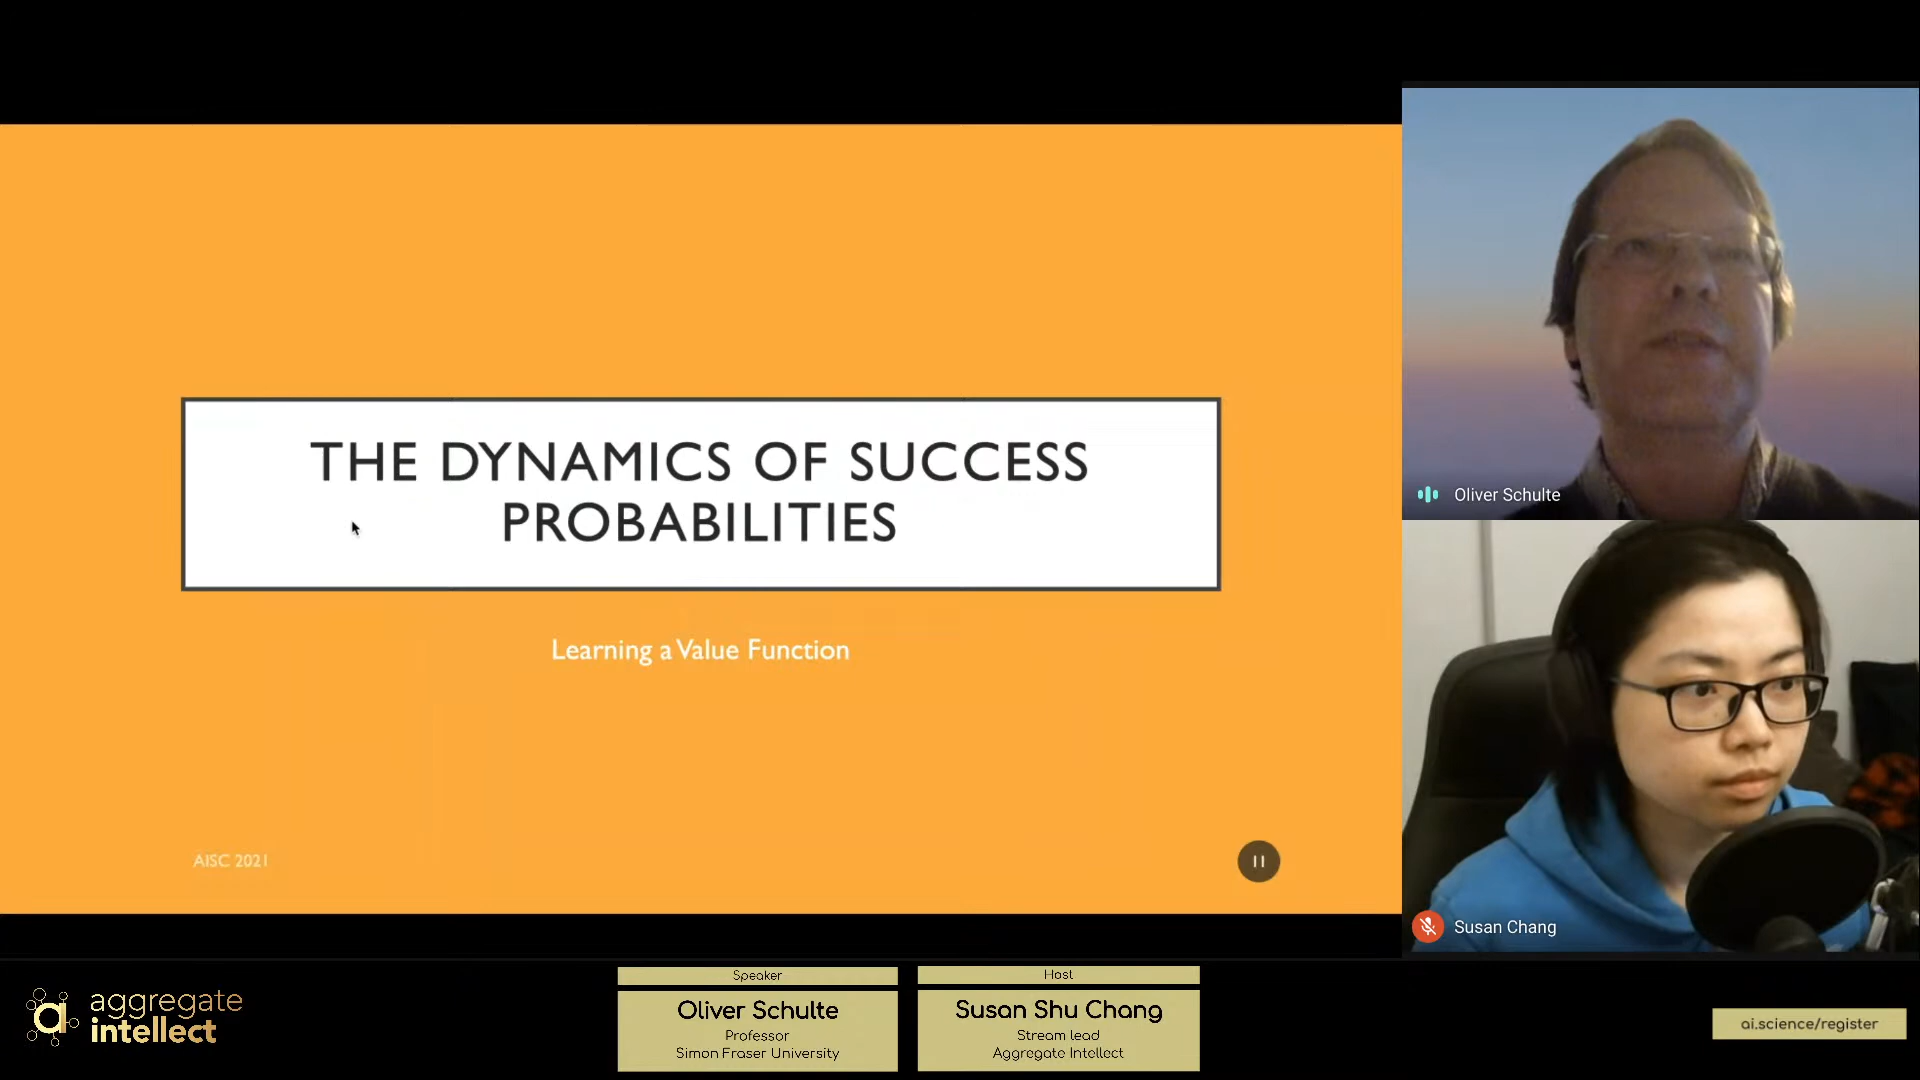 THE DYNAMICS OF SUCCESS
PROBABILITIES
Learning a Value Function
AISC 2021
Oliver Schulte
Susan Chang
aggregate
intellect
Speaker
Oliver Schulte
Professor
Simon Fraser University
Host
Susan Shu Chang
Stream lead
Aggregate Intellect
ai.science/register